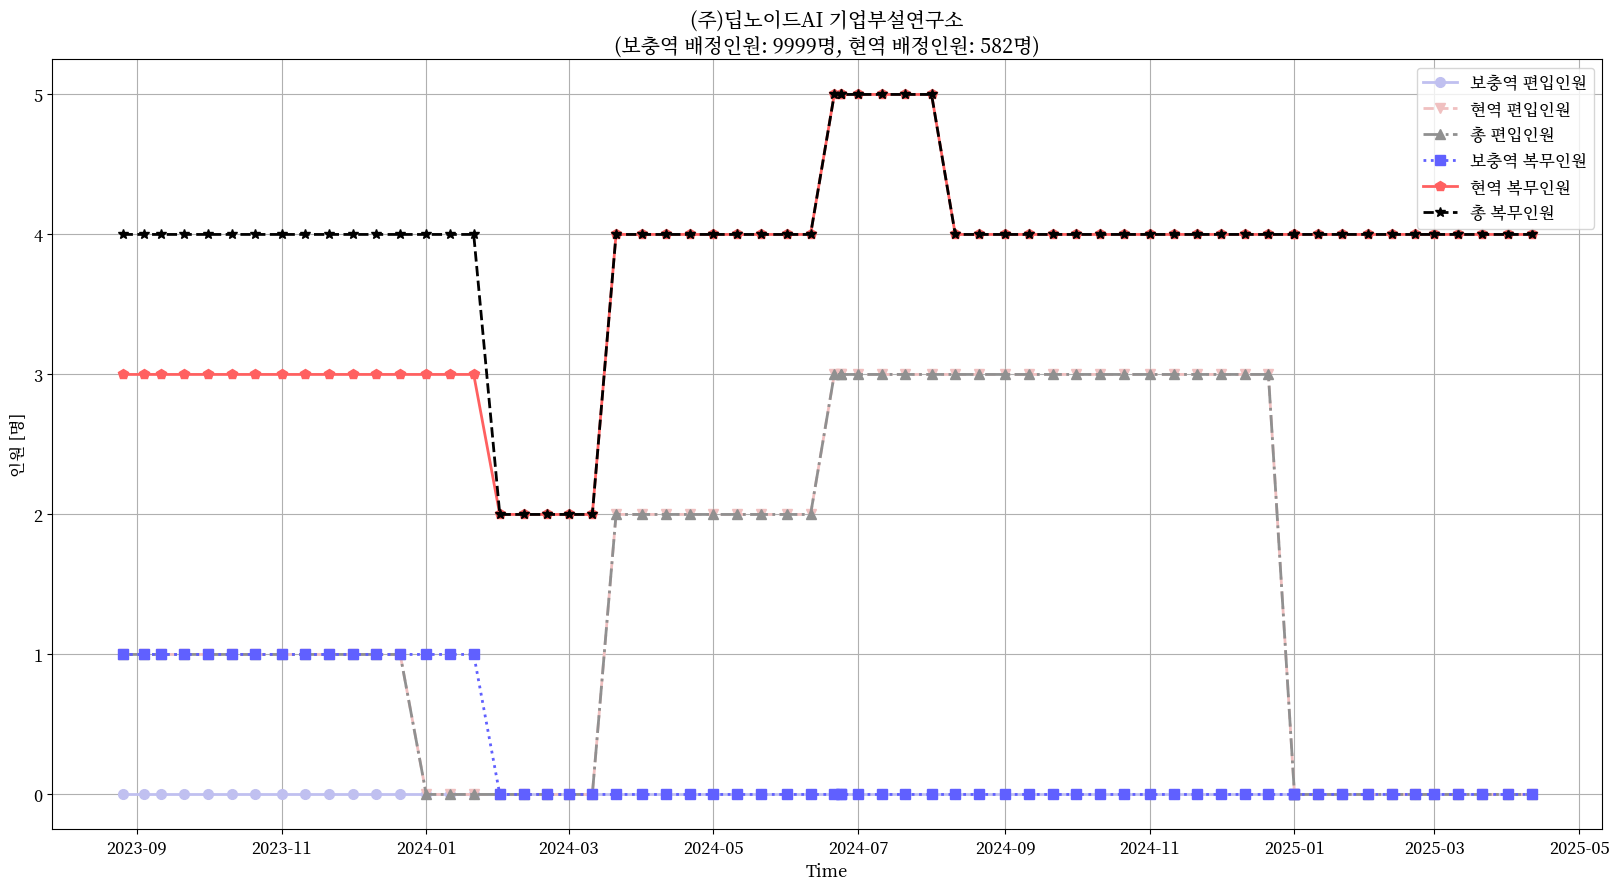 (주)딥노이드AI 기업부설연구소
(보충역 배정인원: 9999명, 현역 배정인원: 582명)
보충역 편입인원
현역 편입인원
총 편입인원
보충역 복무인원
현역 복무인원
총 복무인원
인원 [명]
5
4
3
2
1
0
2023-09
2023-11
2024-01
2024-03
2024-05
2024-07
2024-09
2024-11
2025-01
2025-03
2025-05
Time